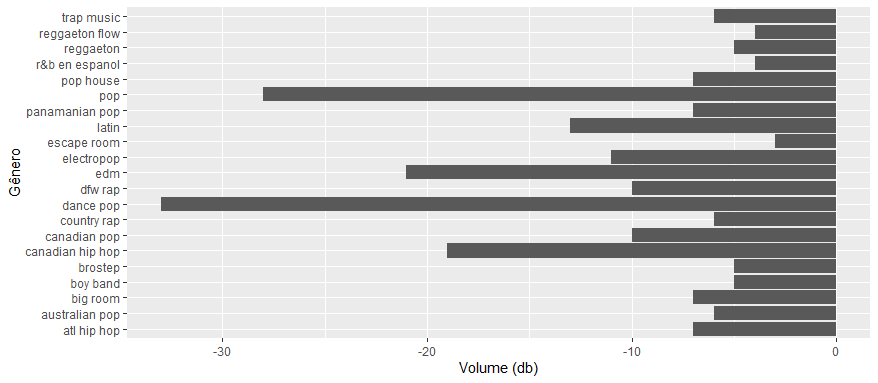 trap music
reggaeton flow
reggaeton
r&b en espanol
pop house
pop
panamanian pop
latin
escape room
electropop
edm
dfw rap
dance pop
country rap
canadian pop
canadian hip hop
brostep
boy band
big room
australian pop
atl hip hop
Gênero
-30 -20 -10 0
Volume (db)